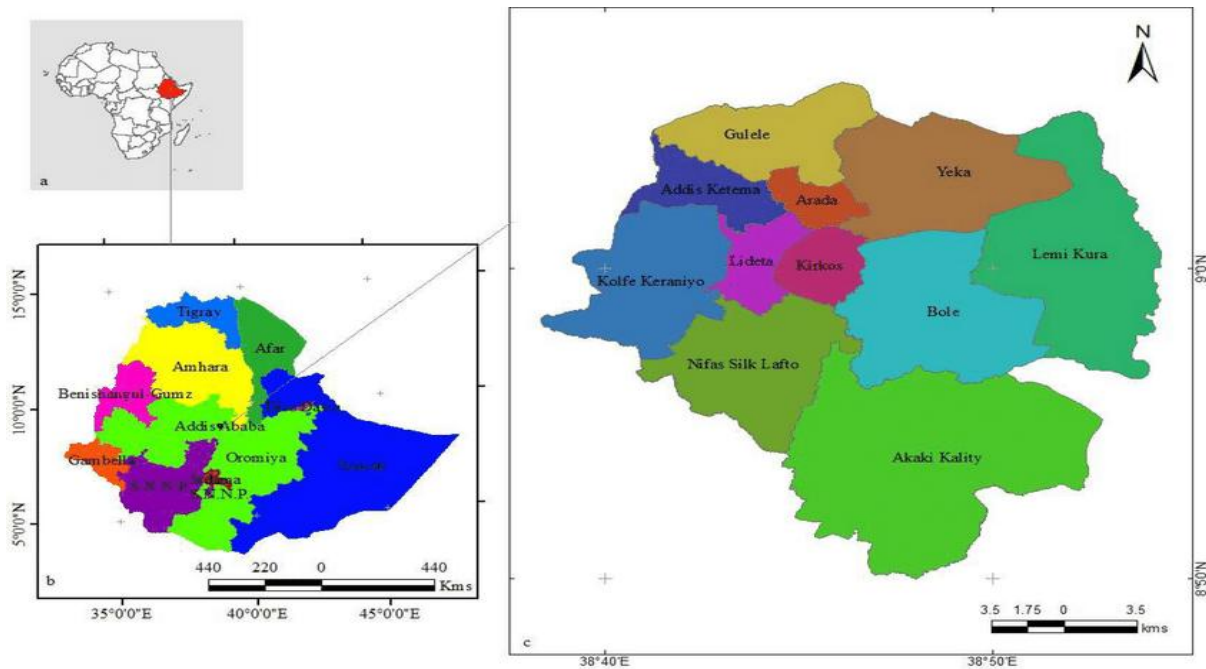 a
15°0'0"N
10°0'0"N
5°0'0"N
Tigray
Afar
Amhara
Benishangul Gumz
Addis Ababa
Gambella
Oromiya
S.N.N.P.
S.N.N.P.
b
440 220 0 440
Kms
35°0'0"E 40°0'0"E 45°0'0"E
N
Gulele
Yeka
Addis Ketema
Arada
Lemi Kura
Lideta
Kirkos
Kolfe Keraniyo
Bole
Nifas Silk Lafto
Akaki Kality
9°0'N
8°50'N
3.5 1.75 0 3.5
kms
c
38°40'E 38°50'E